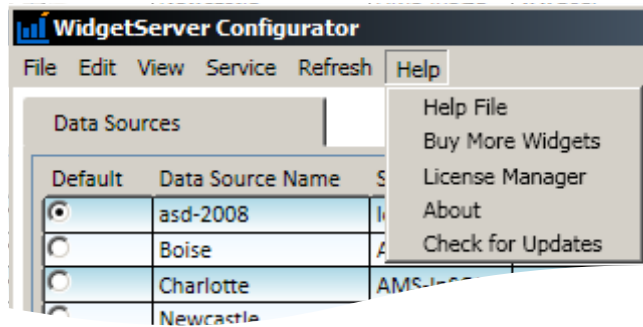 WidgetServer Configurator
File Edit View Service Refresh Help
Help File
Buy More Widgets
License Manager
About
Check for Updates
Data Sources
Default Data Source Name S
asd-2008
Boise A
Charlotte
Newcastle